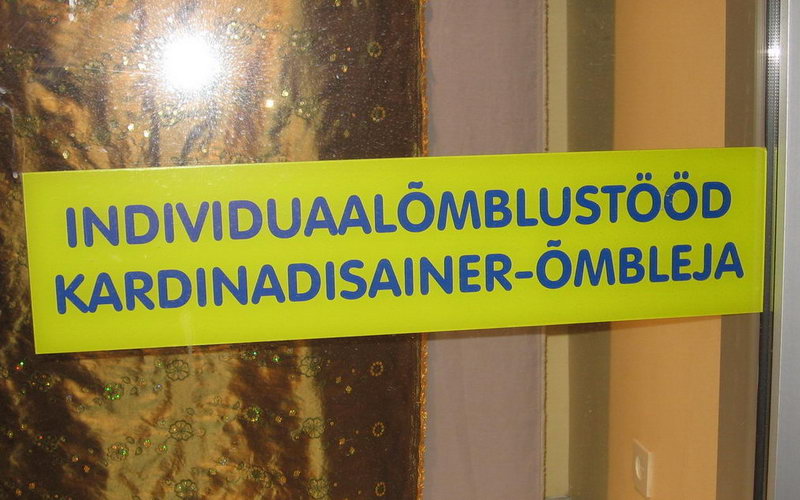 INDIVIDUAALÕMBLUSTÖÖD
KARDINADISAINER-ÕMBLEJA